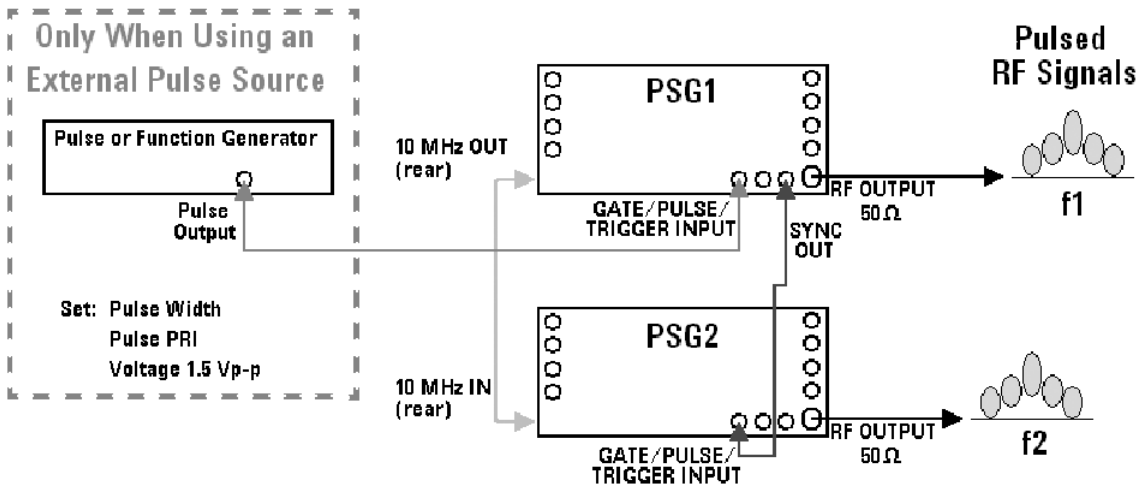 Only When Using an
External Pulse Source
Pulse or Function Generator
Pulse
Output
Set: Pulse Width
Pulse PRI
Voltage 1.5 Vp-p
10 MHz OUT
(rear)
10 MHz IN
(rear)
PSG1
GATE/PULSE/
TRIGGER INPUT
SYNC
OUT
RF OUTPUT
50Ω
PSG2
GATE/PULSE/
TRIGGER INPUT
RF OUTPUT
50Ω
Pulsed
RF Signals
f1
f2